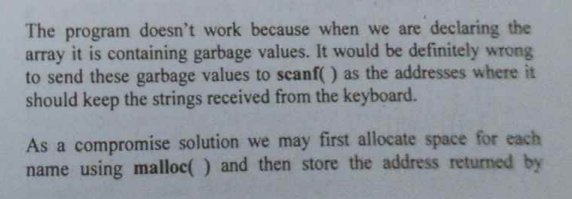 The program doesn't work because when we are declaring the
array it is containing garbage values. It would be definitely wrong
to send these garbage values to scanf( ) as the addresses where it
should keep the strings received from the keyboard.
As a compromise solution we may first allocate space for each
name using malloc( ) and then store the address returned by